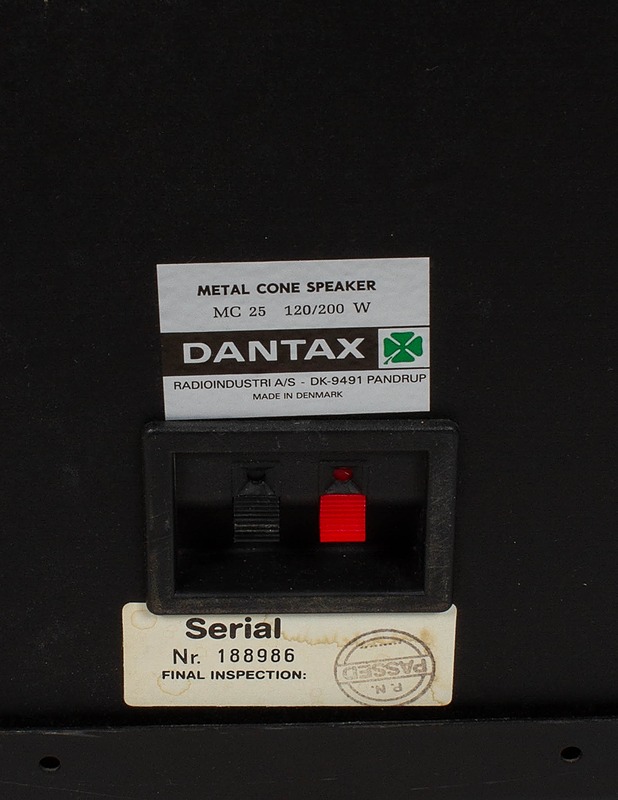 METAL CONE SPEAKER
MC 25 120/200 W
DANTAX
RADIOINDUSTRI A/S - DK-9491 PANDRUP
MADE IN DENMARK
Serial
Nr. 188986
FINAL INSPECTION:
P. N.
PASSED